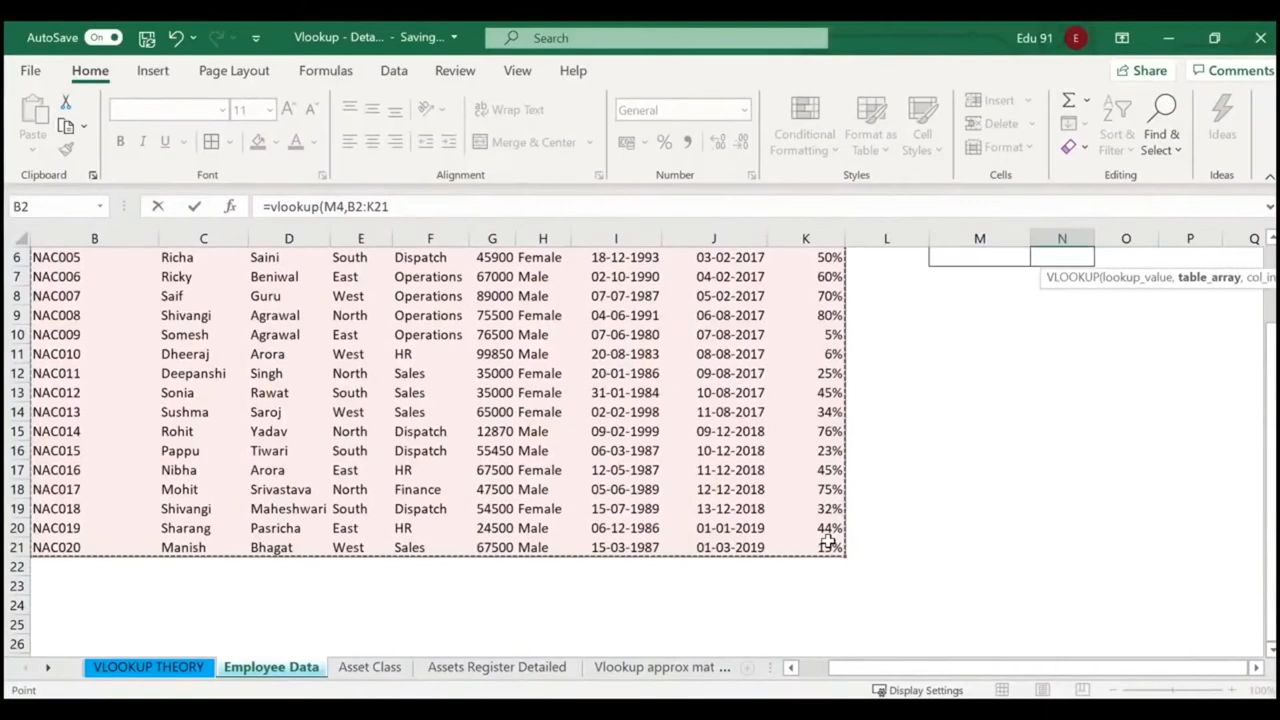 AutoSave On Vlookup - Deta... - Saving... Search Edu 91 E
File Home Insert Page Layout Formulas Data Review View Help Share Comments
Paste 11 Wrap Text General Conditional Formatting Format as Table Cell Styles Insert Sort & Filter Find & Select Ideas
B I U Merge & Center % Delete
Format
Clipboard Font Alignment Number Styles Cells Editing Ideas
B2 fx =vlookup(M4,B2:K21
B C D E F G H I J K L M N O P Q
6 NAC005 Richa Saini South Dispatch 45900 Female 18-12-1993 03-02-2017 50%
7 NAC006 Ricky Beniwal East Operations 67000 Male 02-10-1990 04-02-2017 60% VLOOKUP(lookup_value, table_array, col_in
8 NAC007 Saif Guru West Operations 89000 Male 07-07-1987 05-02-2017 70%
9 NAC008 Shivangi Agrawal North Operations 75500 Female 04-06-1991 06-08-2017 80%
10 NAC009 Somesh Agrawal East Operations 76500 Male 07-06-1980 07-08-2017 5%
11 NAC010 Dheeraj Arora West HR 99850 Male 20-08-1983 08-08-2017 6%
12 NAC011 Deepanshi Singh North Sales 35000 Female 20-01-1986 09-08-2017 25%
13 NAC012 Sonia Rawat South Sales 35000 Female 31-01-1984 10-08-2017 45%
14 NAC013 Sushma Saroj West Sales 65000 Female 02-02-1998 11-08-2017 34%
15 NAC014 Rohit Yadav North Dispatch 12870 Male 09-02-1999 09-12-2018 76%
16 NAC015 Pappu Tiwari South Dispatch 55450 Male 06-03-1987 10-12-2018 23%
17 NAC016 Nibha Arora East HR 67500 Female 12-05-1987 11-12-2018 45%
18 NAC017 Mohit Srivastava North Finance 47500 Male 05-06-1989 12-12-2018 75%
19 NAC018 Shivangi Maheshwari South Dispatch 54500 Female 15-07-1989 13-12-2018 32%
20 NAC019 Sharang Pasricha East HR 24500 Male 06-12-1986 01-01-2019 44%
21 NAC020 Manish Bhagat West Sales 67500 Male 15-03-1987 01-03-2019
22
23
24
25
26
VLOOKUP THEORY Employee Data Asset Class Assets Register Detailed Vlookup approx mat ...
Point Display Settings 100%